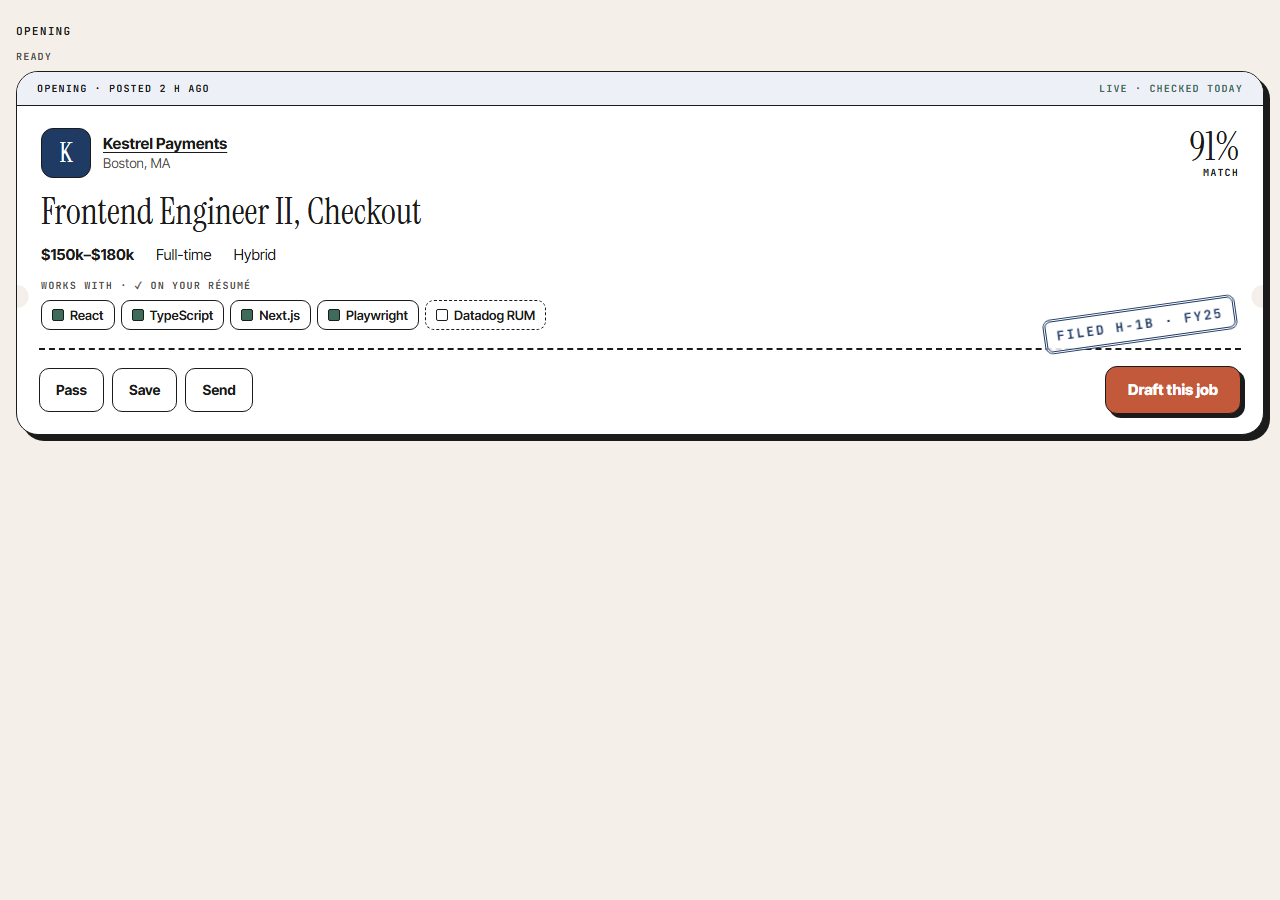 OPENING
READY
OPENING · POSTED 2 H AGO
LIVE · CHECKED TODAY
K
Kestrel Payments
Boston, MA
91%
MATCH
Frontend Engineer II, Checkout
$150k–$180k Full-time Hybrid
WORKS WITH · ✓ ON YOUR RÉSUMÉ
React TypeScript Next.js Playwright Datadog RUM
FILED H-1B · FY25
Pass Save Send
Draft this job